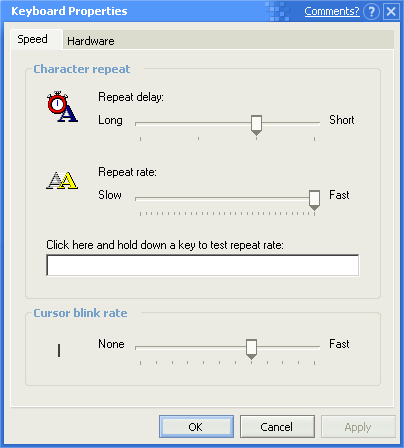 Keyboard Properties Comments? ?
Speed Hardware
Character repeat
Repeat delay:
Long Short
Repeat rate:
Slow Fast
Click here and hold down a key to test repeat rate:
Cursor blink rate
None Fast
OK Cancel Apply